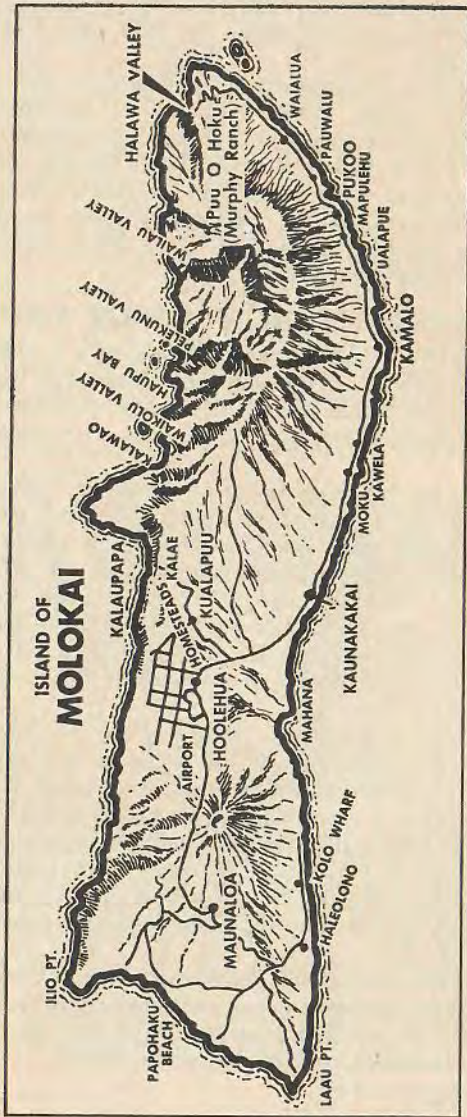 ISLAND OF
MOLOKAI
ILIO PT.
PAPOHAKU
BEACH
LAAU PT.
MAUNALOA
HALEOLONO
KOLO WHARF
AIRPORT
HOOLEHUA
HOMESTEADS
MAHANA
KALAE
KUALAPUU
KALAUPAPA
KALAWAO
WAIKOLU VALLEY
HAUPU BAY
PELEKUNU VALLEY
WAILAU VALLEY
HALAWA VALLEY
Puu O Hoku
(Murphy Ranch)
KAUNAKAKAI
MOKU
KAWELA
KAMALO
UALAPUE
MAPULEHU
PUKOO
PAUWALU
WAIALUA